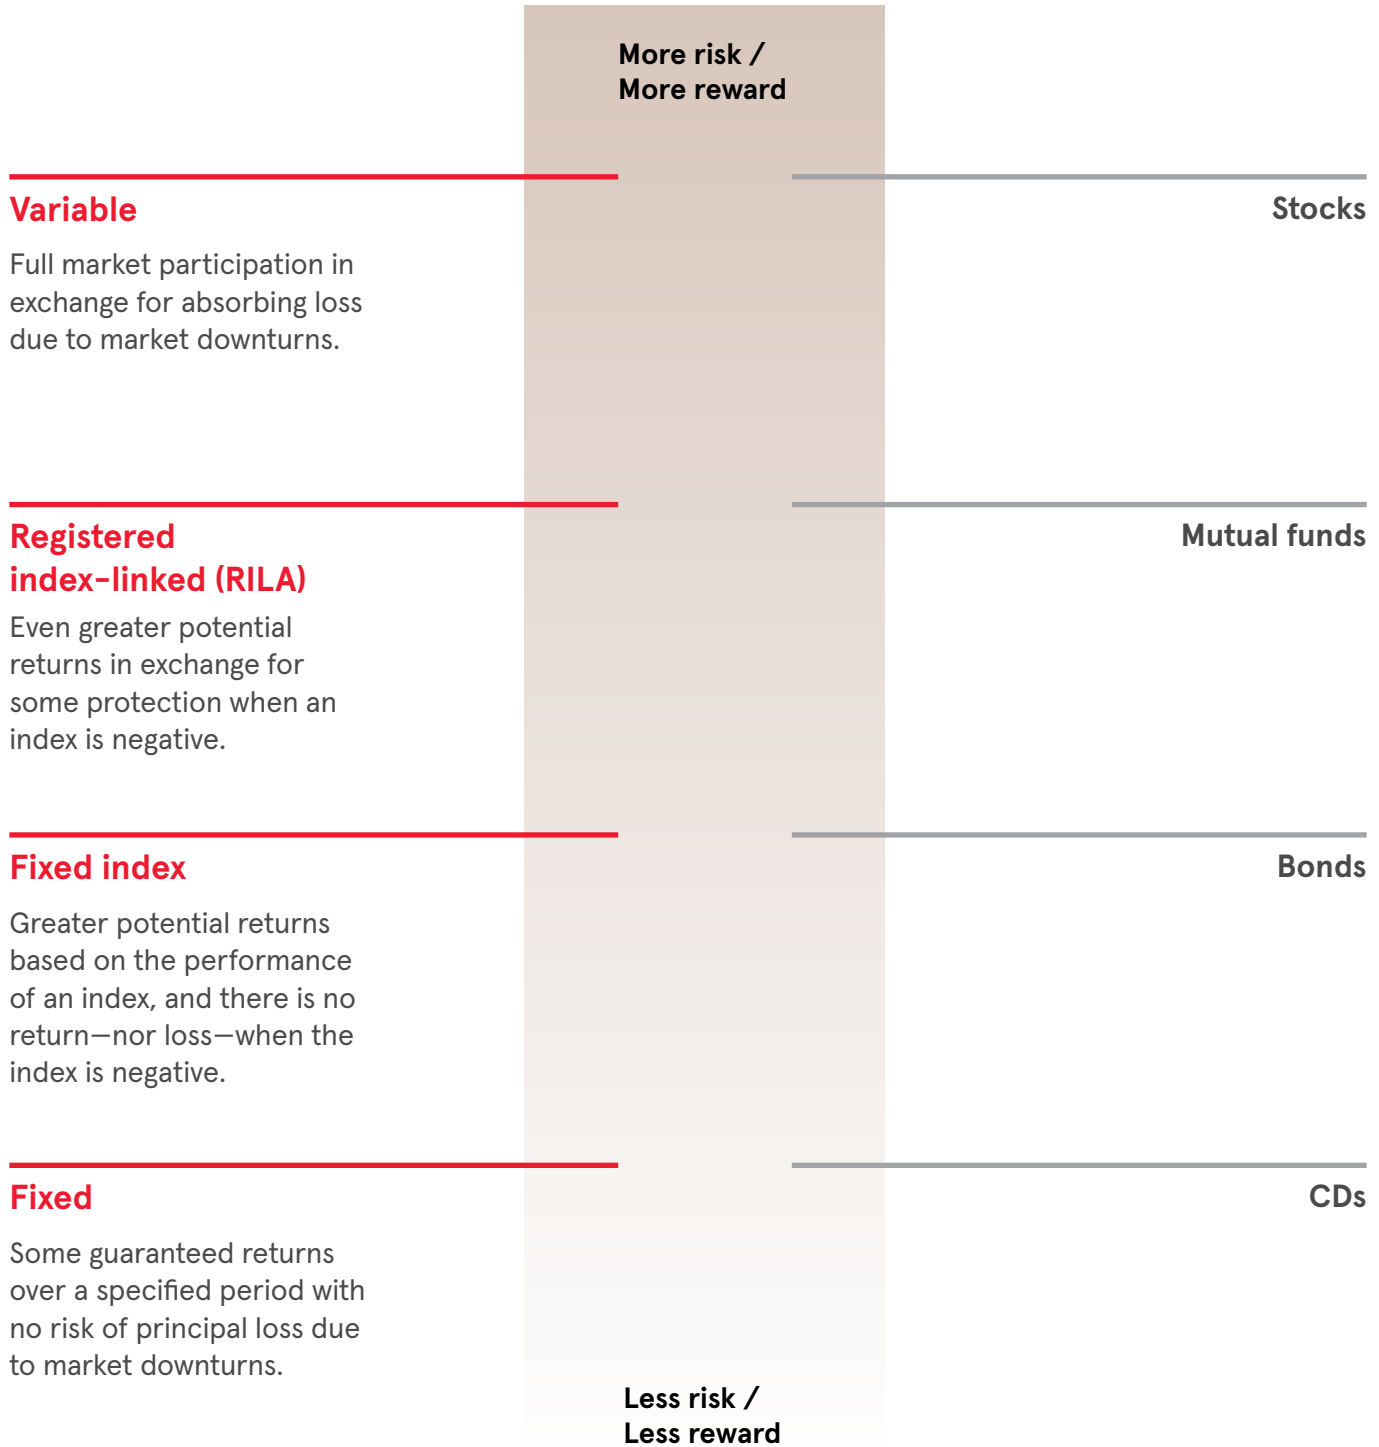 More risk /
More reward
Variable
Full market participation in
exchange for absorbing loss
due to market downturns.
Stocks
Registered
index-linked (RILA)
Even greater potential
returns in exchange for
some protection when an
index is negative.
Mutual funds
Fixed index
Greater potential returns
based on the performance
of an index, and there is no
return—nor loss—when the
index is negative.
Bonds
Fixed
Some guaranteed returns
over a specified period with
no risk of principal loss due
to market downturns.
CDs
Less risk /
Less reward